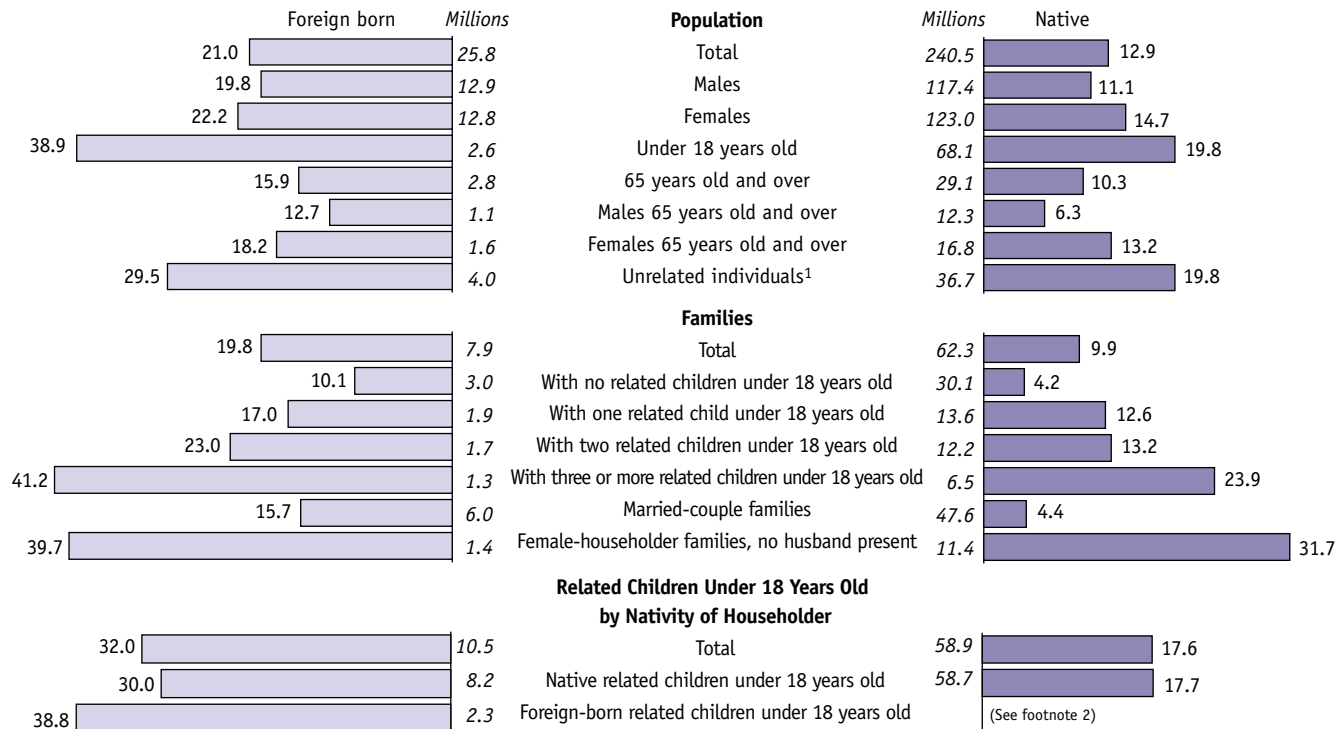 Foreign born Millions Population Millions Native
21.0 25.8 Total 240.5 12.9
19.8 12.9 Males 117.4 11.1
22.2 12.8 Females 123.0 14.7
38.9 2.6 Under 18 years old 68.1 19.8
15.9 2.8 65 years old and over 29.1 10.3
12.7 1.1 Males 65 years old and over 12.3 6.3
18.2 1.6 Females 65 years old and over 16.8 13.2
29.5 4.0 Unrelated individuals¹ 36.7 19.8
Families
19.8 7.9 Total 62.3 9.9
10.1 3.0 With no related children under 18 years old 30.1 4.2
17.0 1.9 With one related child under 18 years old 13.6 12.6
23.0 1.7 With two related children under 18 years old 12.2 13.2
41.2 1.3 With three or more related children under 18 years old 6.5 23.9
15.7 6.0 Married-couple families 47.6 4.4
39.7 1.4 Female-householder families, no husband present 11.4 31.7
Related Children Under 18 Years Old
by Nativity of Householder
32.0 10.5 Total 58.9 17.6
30.0 8.2 Native related children under 18 years old 58.7 17.7
38.8 2.3 Foreign-born related children under 18 years old (See footnote 2)